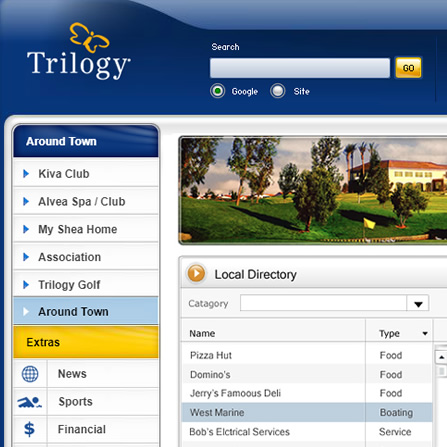 Trilogy
Search
GO
Google
Site
Around Town
Kiva Club
Alvea Spa / Club
My Shea Home
Association
Trilogy Golf
Around Town
Extras
News
Sports
$ Financial
Local Directory
Catagory
Name Type
Pizza Hut Food
Domino's Food
Jerry's Famoous Deli Food
West Marine Boating
Bob's Elctrical Services Service